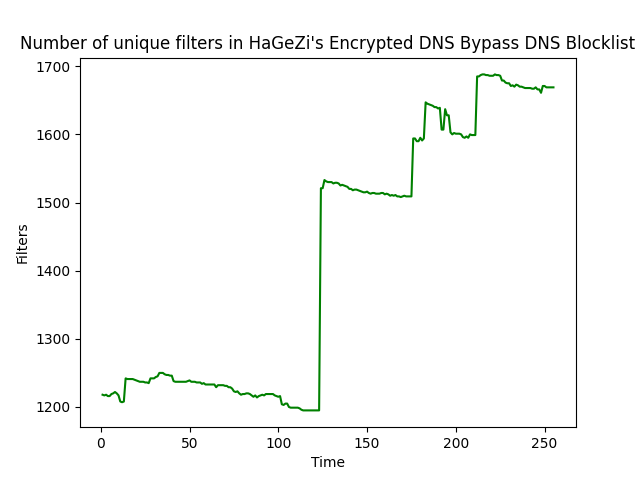 Number of unique filters in HaGeZi's Encrypted DNS Bypass DNS Blocklist
1700
1600
1500
1400
1300
1200
Filters
0 50 100 150 200 250
Time